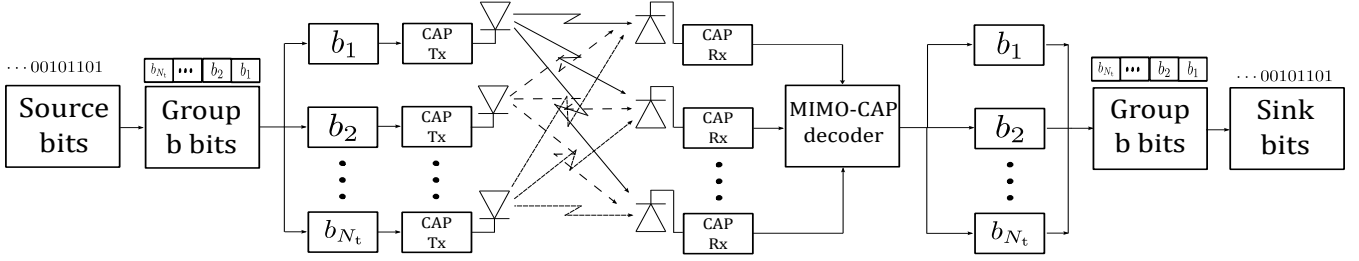 ···00101101
Source
bits
b_{N_t} ··· b_2 b_1
Group
b bits
b_1
b_2
b_{N_t}
CAP
Tx
CAP
Tx
CAP
Tx
CAP
Rx
CAP
Rx
CAP
Rx
MIMO-CAP
decoder
b_1
b_2
b_{N_t}
b_{N_t} ··· b_2 b_1
Group
b bits
···00101101
Sink
bits